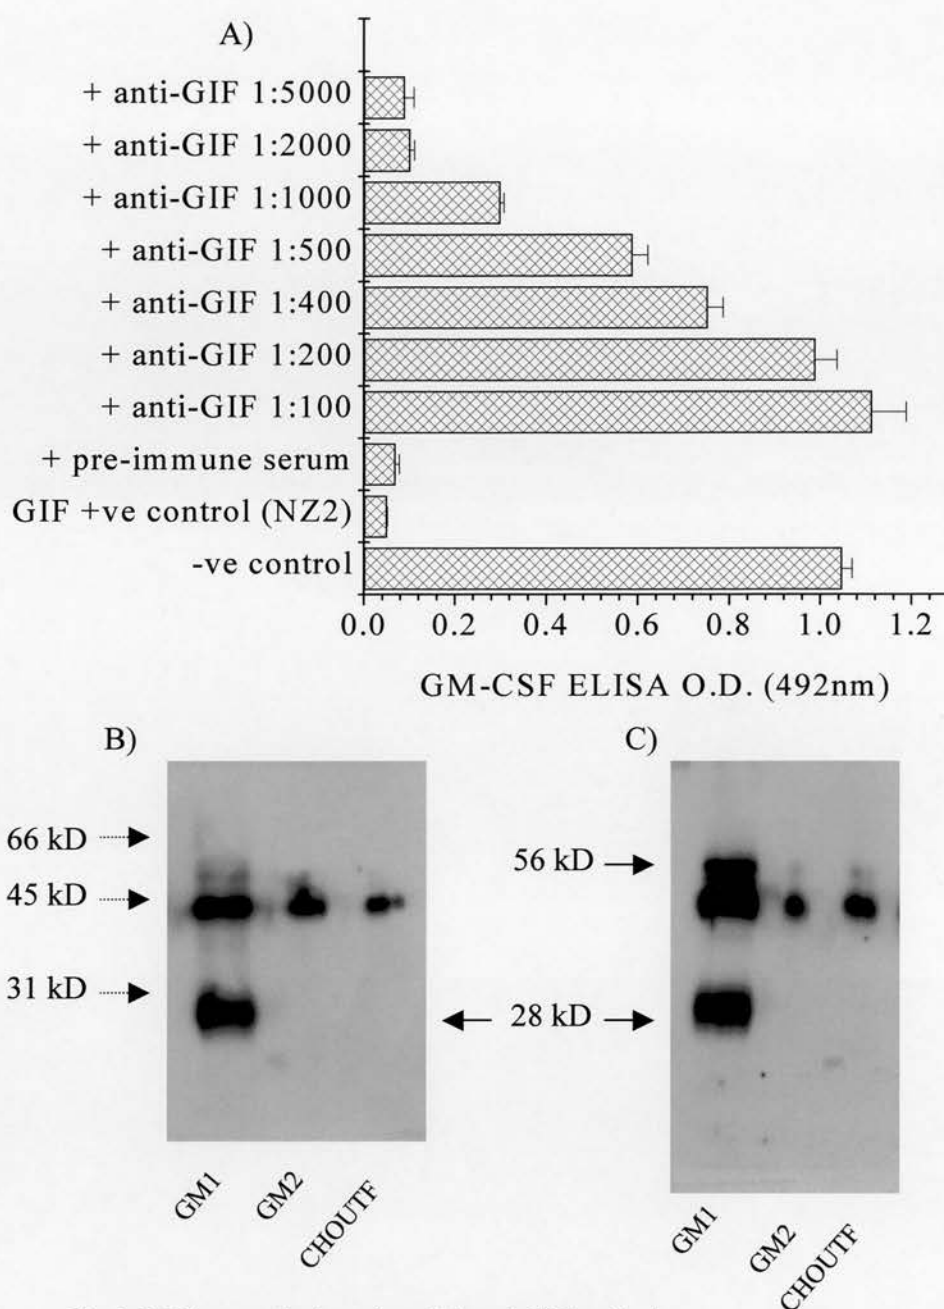 A)
+ anti-GIF 1:5000
+ anti-GIF 1:2000
+ anti-GIF 1:1000
+ anti-GIF 1:500
+ anti-GIF 1:400
+ anti-GIF 1:200
+ anti-GIF 1:100
+ pre-immune serum
GIF +ve control (NZ2)
-ve control
0.0 0.2 0.4 0.6 0.8 1.0 1.2
GM-CSF ELISA O.D. (492nm)
B)
66 kD
45 kD
31 kD
28 kD
GM1
GM2
CHOUTF
C)
56 kD
GM1
GM2
CHOUTF